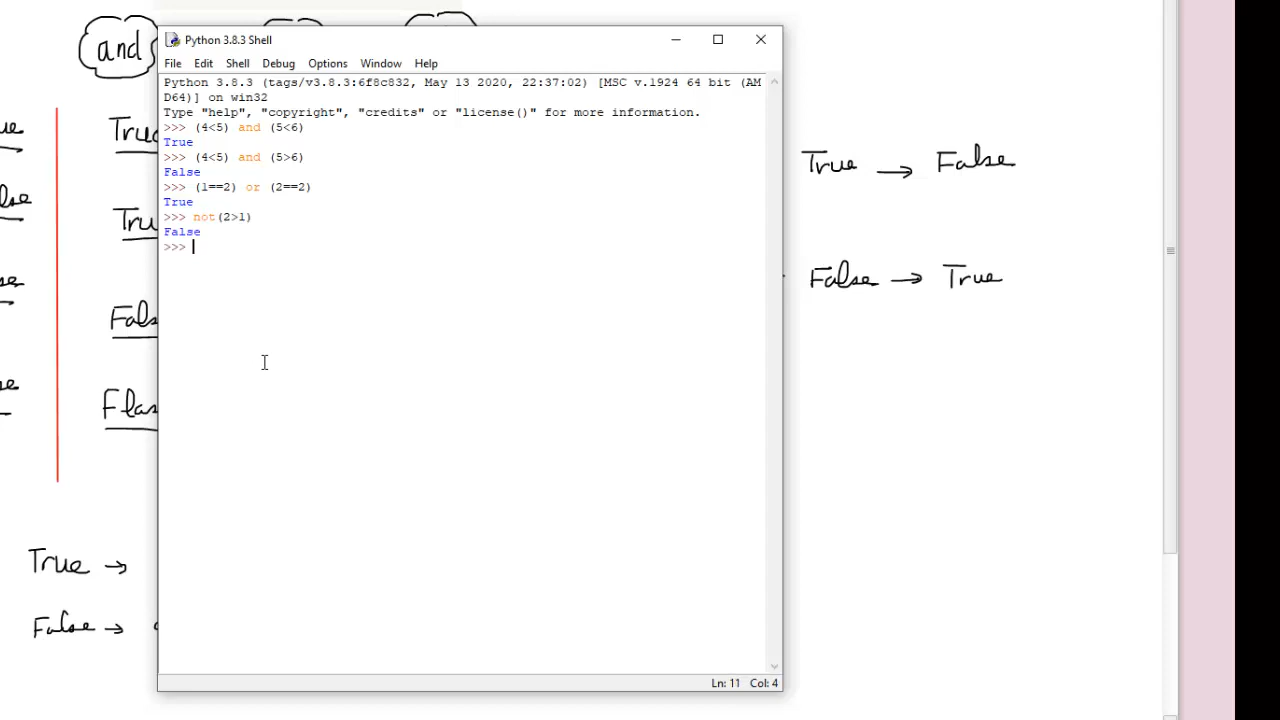 and
Python 3.8.3 Shell
File Edit Shell Debug Options Window Help
Python 3.8.3 (tags/v3.8.3:6f8c832, May 13 2020, 22:37:02) [MSC v.1924 64 bit (AM
D64)] on win32
Type "help", "copyright", "credits" or "license()" for more information.
>>> (4<5) and (5<6)
True
>>> (4<5) and (5>6)
False
>>> (1==2) or (2==2)
True
>>> not(2>1)
False
>>>
Ln: 11 Col: 4
True → False
False → True
True →
False →